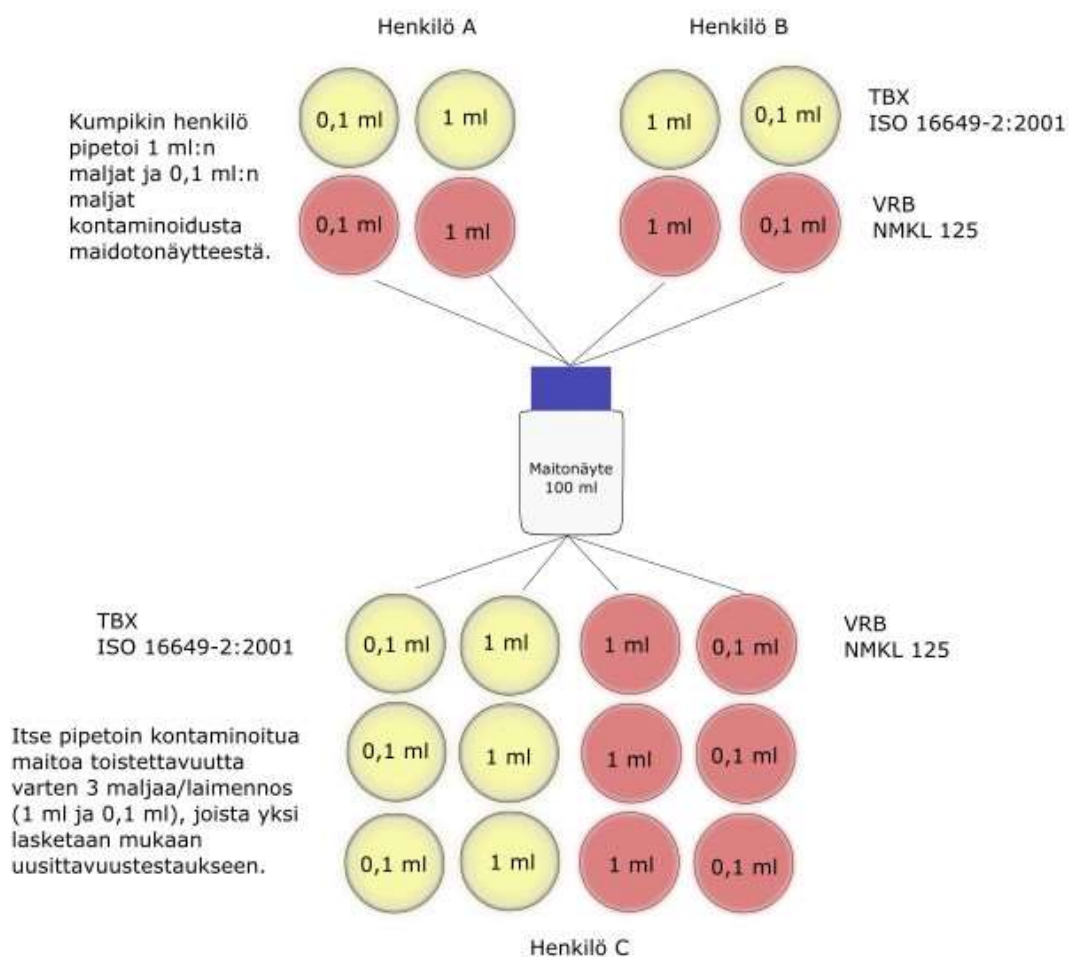 Henkilö A
Henkilö B
0,1 ml
1 ml
1 ml
0,1 ml
TBX
ISO 16649-2:2001
Kumpikin henkilö
pipetoi 1 ml:n
maljat ja 0,1 ml:n
maljat
kontaminoidusta
maidotonäytteestä.
0,1 ml
1 ml
1 ml
0,1 ml
VRB
NMKL 125
Maitonäyte
100 ml
TBX
ISO 16649-2:2001
0,1 ml
1 ml
1 ml
0,1 ml
VRB
NMKL 125
Itse pipetoin kontaminoitua
maitoa toistettavuutta
varten 3 maljaa/laimennos
(1 ml ja 0,1 ml), joista yksi
lasketaan mukaan
uusittavuustestaukseen.
0,1 ml
1 ml
1 ml
0,1 ml
0,1 ml
1 ml
1 ml
0,1 ml
Henkilö C